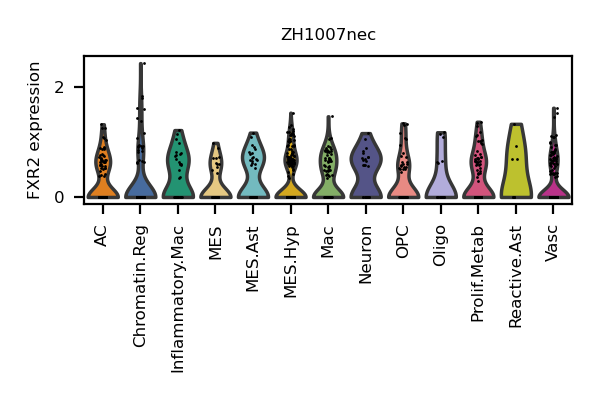 ZH1007nec
FXR2 expression
2
0
AC
Chromatin.Reg
Inflammatory.Mac
MES
MES.Ast
MES.Hyp
Mac
Neuron
OPC
Oligo
Prolif.Metab
Reactive.Ast
Vasc